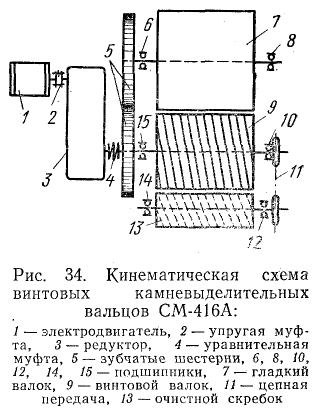 6
7
8
5
1
2
15
9
10
3
4
14
11
13
12
Рис. 34. Кинематическая схема
винтовых камневыделительных
вальцов СМ-416А:
1 — электродвигатель, 2 — упругая муф-
та, 3 — редуктор, 4 — уравнительная
муфта, 5 — зубчатые шестерни, 6, 8, 10,
12, 14, 15 — подшипники, 7 — гладкий
валок, 9 — винтовой валок, 11 — цепная
передача, 13 — очистной скребок